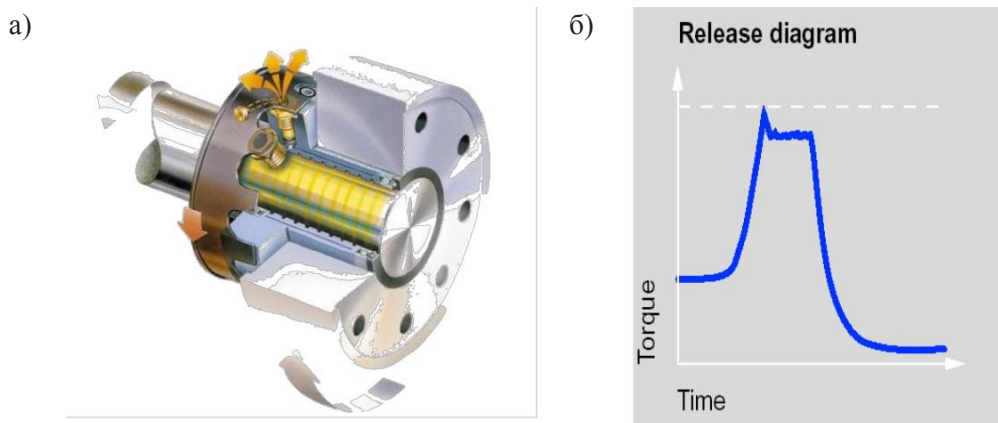 а)
б)
Release diagram
Torque
Time